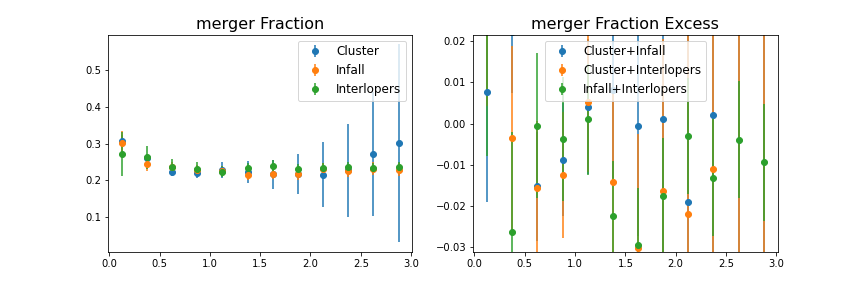 merger Fraction
Cluster
Infall
Interlopers
0.5
0.4
0.3
0.2
0.1
0.0 0.5 1.0 1.5 2.0 2.5 3.0
merger Fraction Excess
Cluster+Infall
Cluster+Interlopers
Infall+Interlopers
0.02
0.01
0.00
−0.01
−0.02
−0.03
0.0 0.5 1.0 1.5 2.0 2.5 3.0